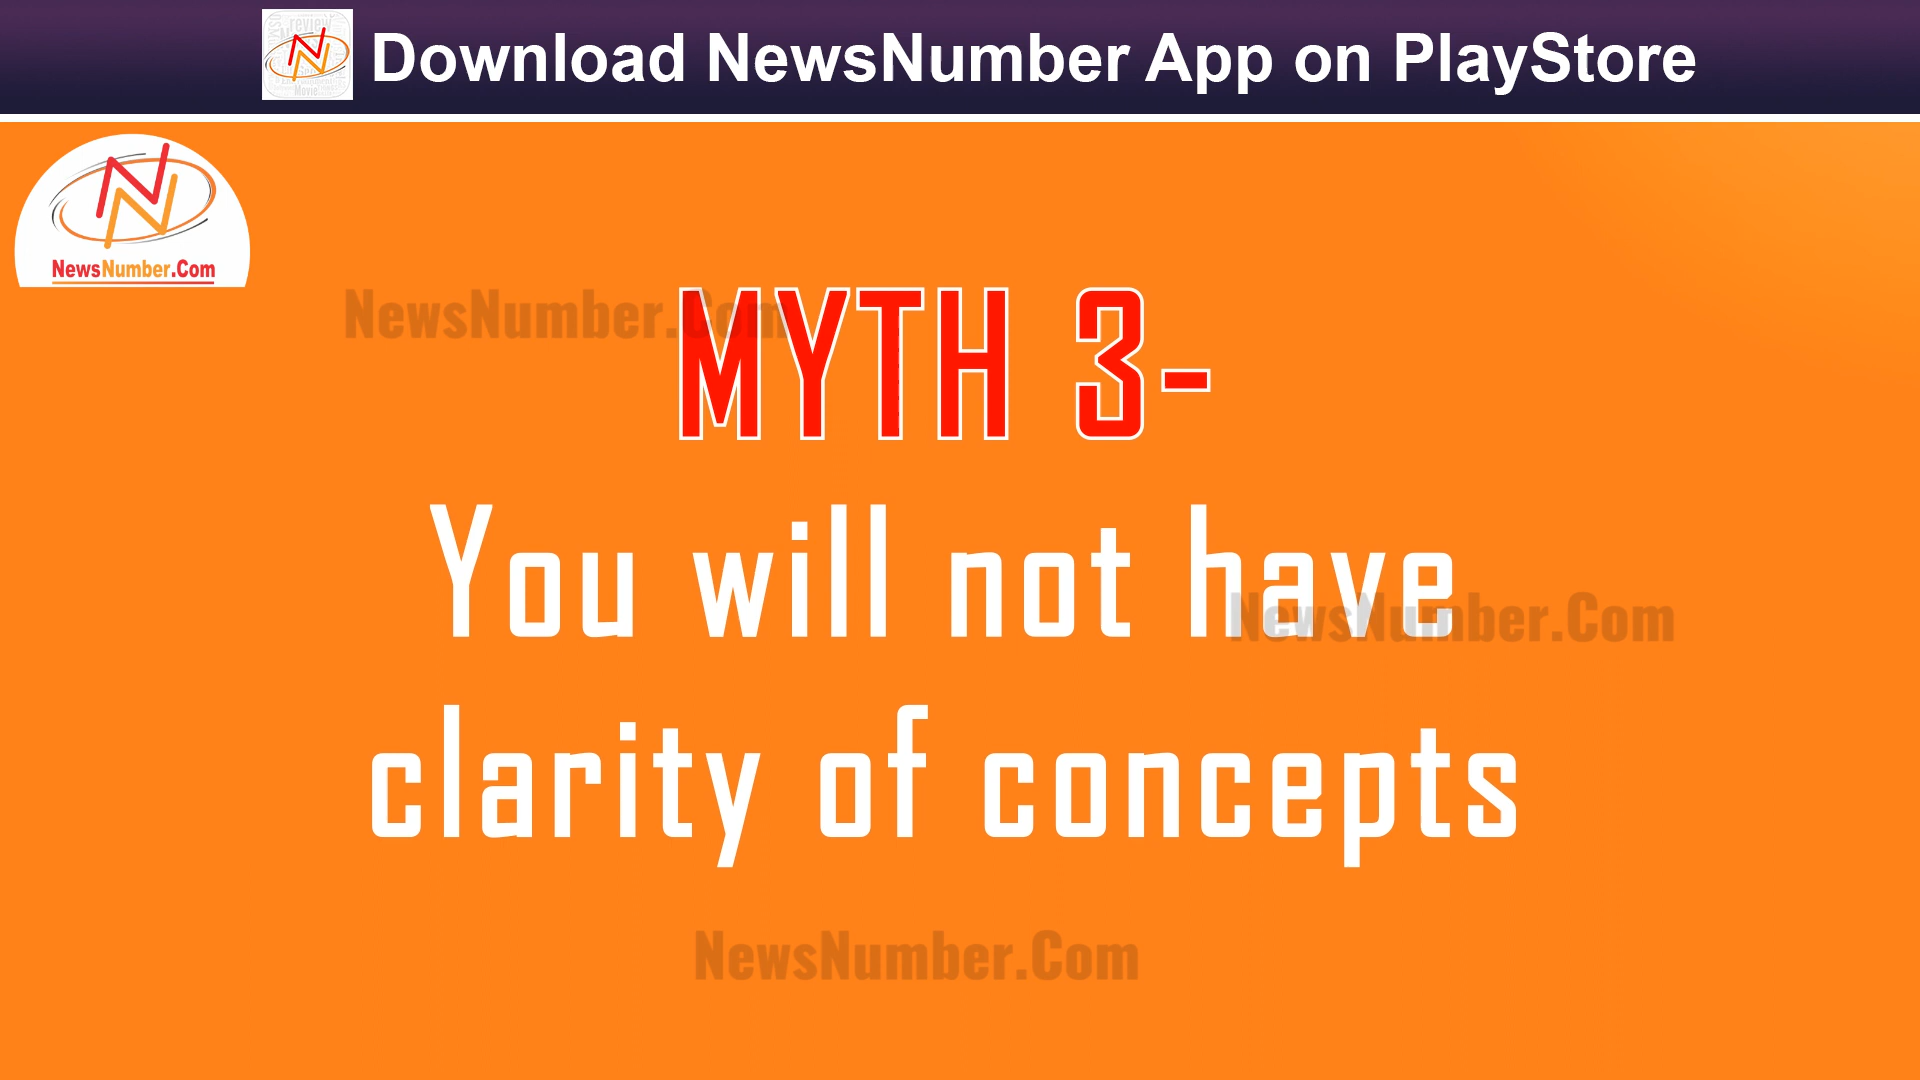 Download NewsNumber App on PlayStore
NewsNumber.Com
NewsNumber.Com
MYTH 3-
You will not have
NewsNumber.Com
clarity of concepts
NewsNumber.Com